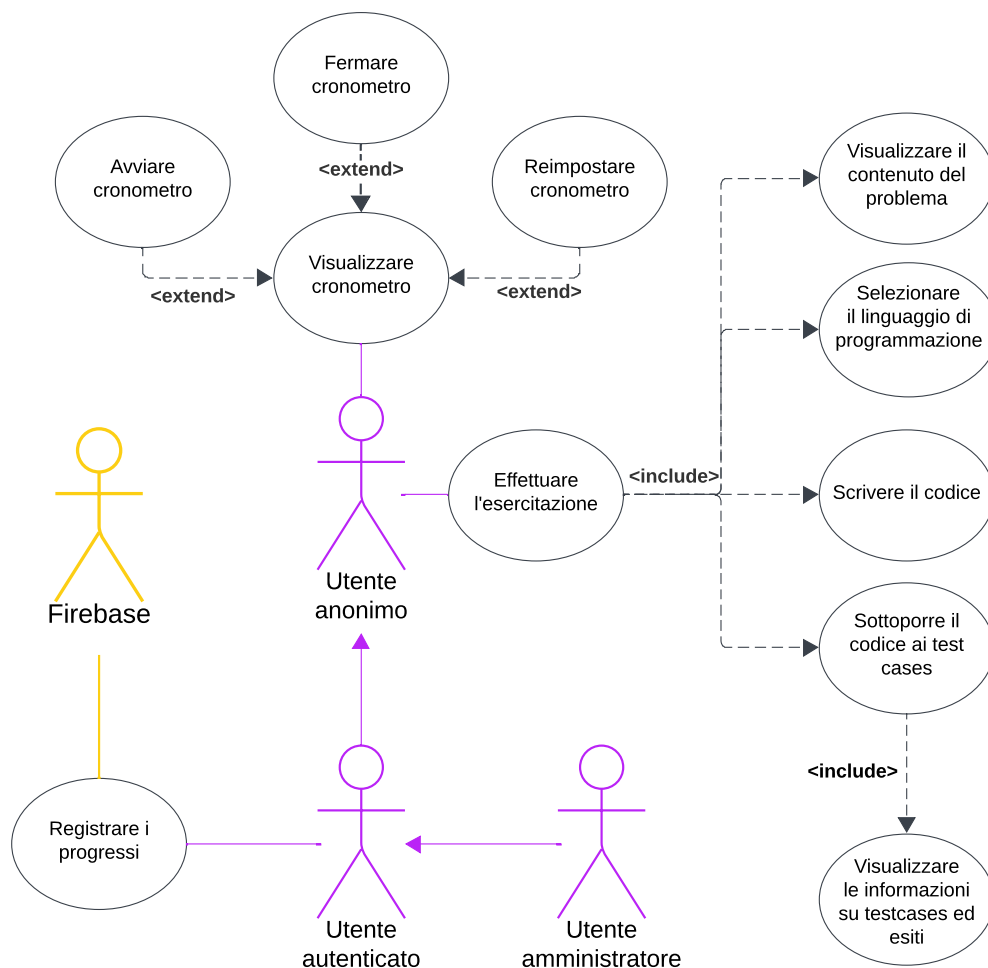 Fermare
cronometro
Avviare
cronometro
<extend>
Reimpostare
cronometro
Visualizzare il
contenuto del
problema
Visualizzare
cronometro
<extend>
<extend>
Selezionare
il linguaggio di
programmazione
Effettuare
l'esercitazione
<include>
Scrivere il codice
Utente
anonimo
Firebase
Sottoporre il
codice ai test
cases
<include>
Registrare i
progressi
Visualizzare
le informazioni
su testcases ed
esiti
Utente
autenticato
Utente
amministratore